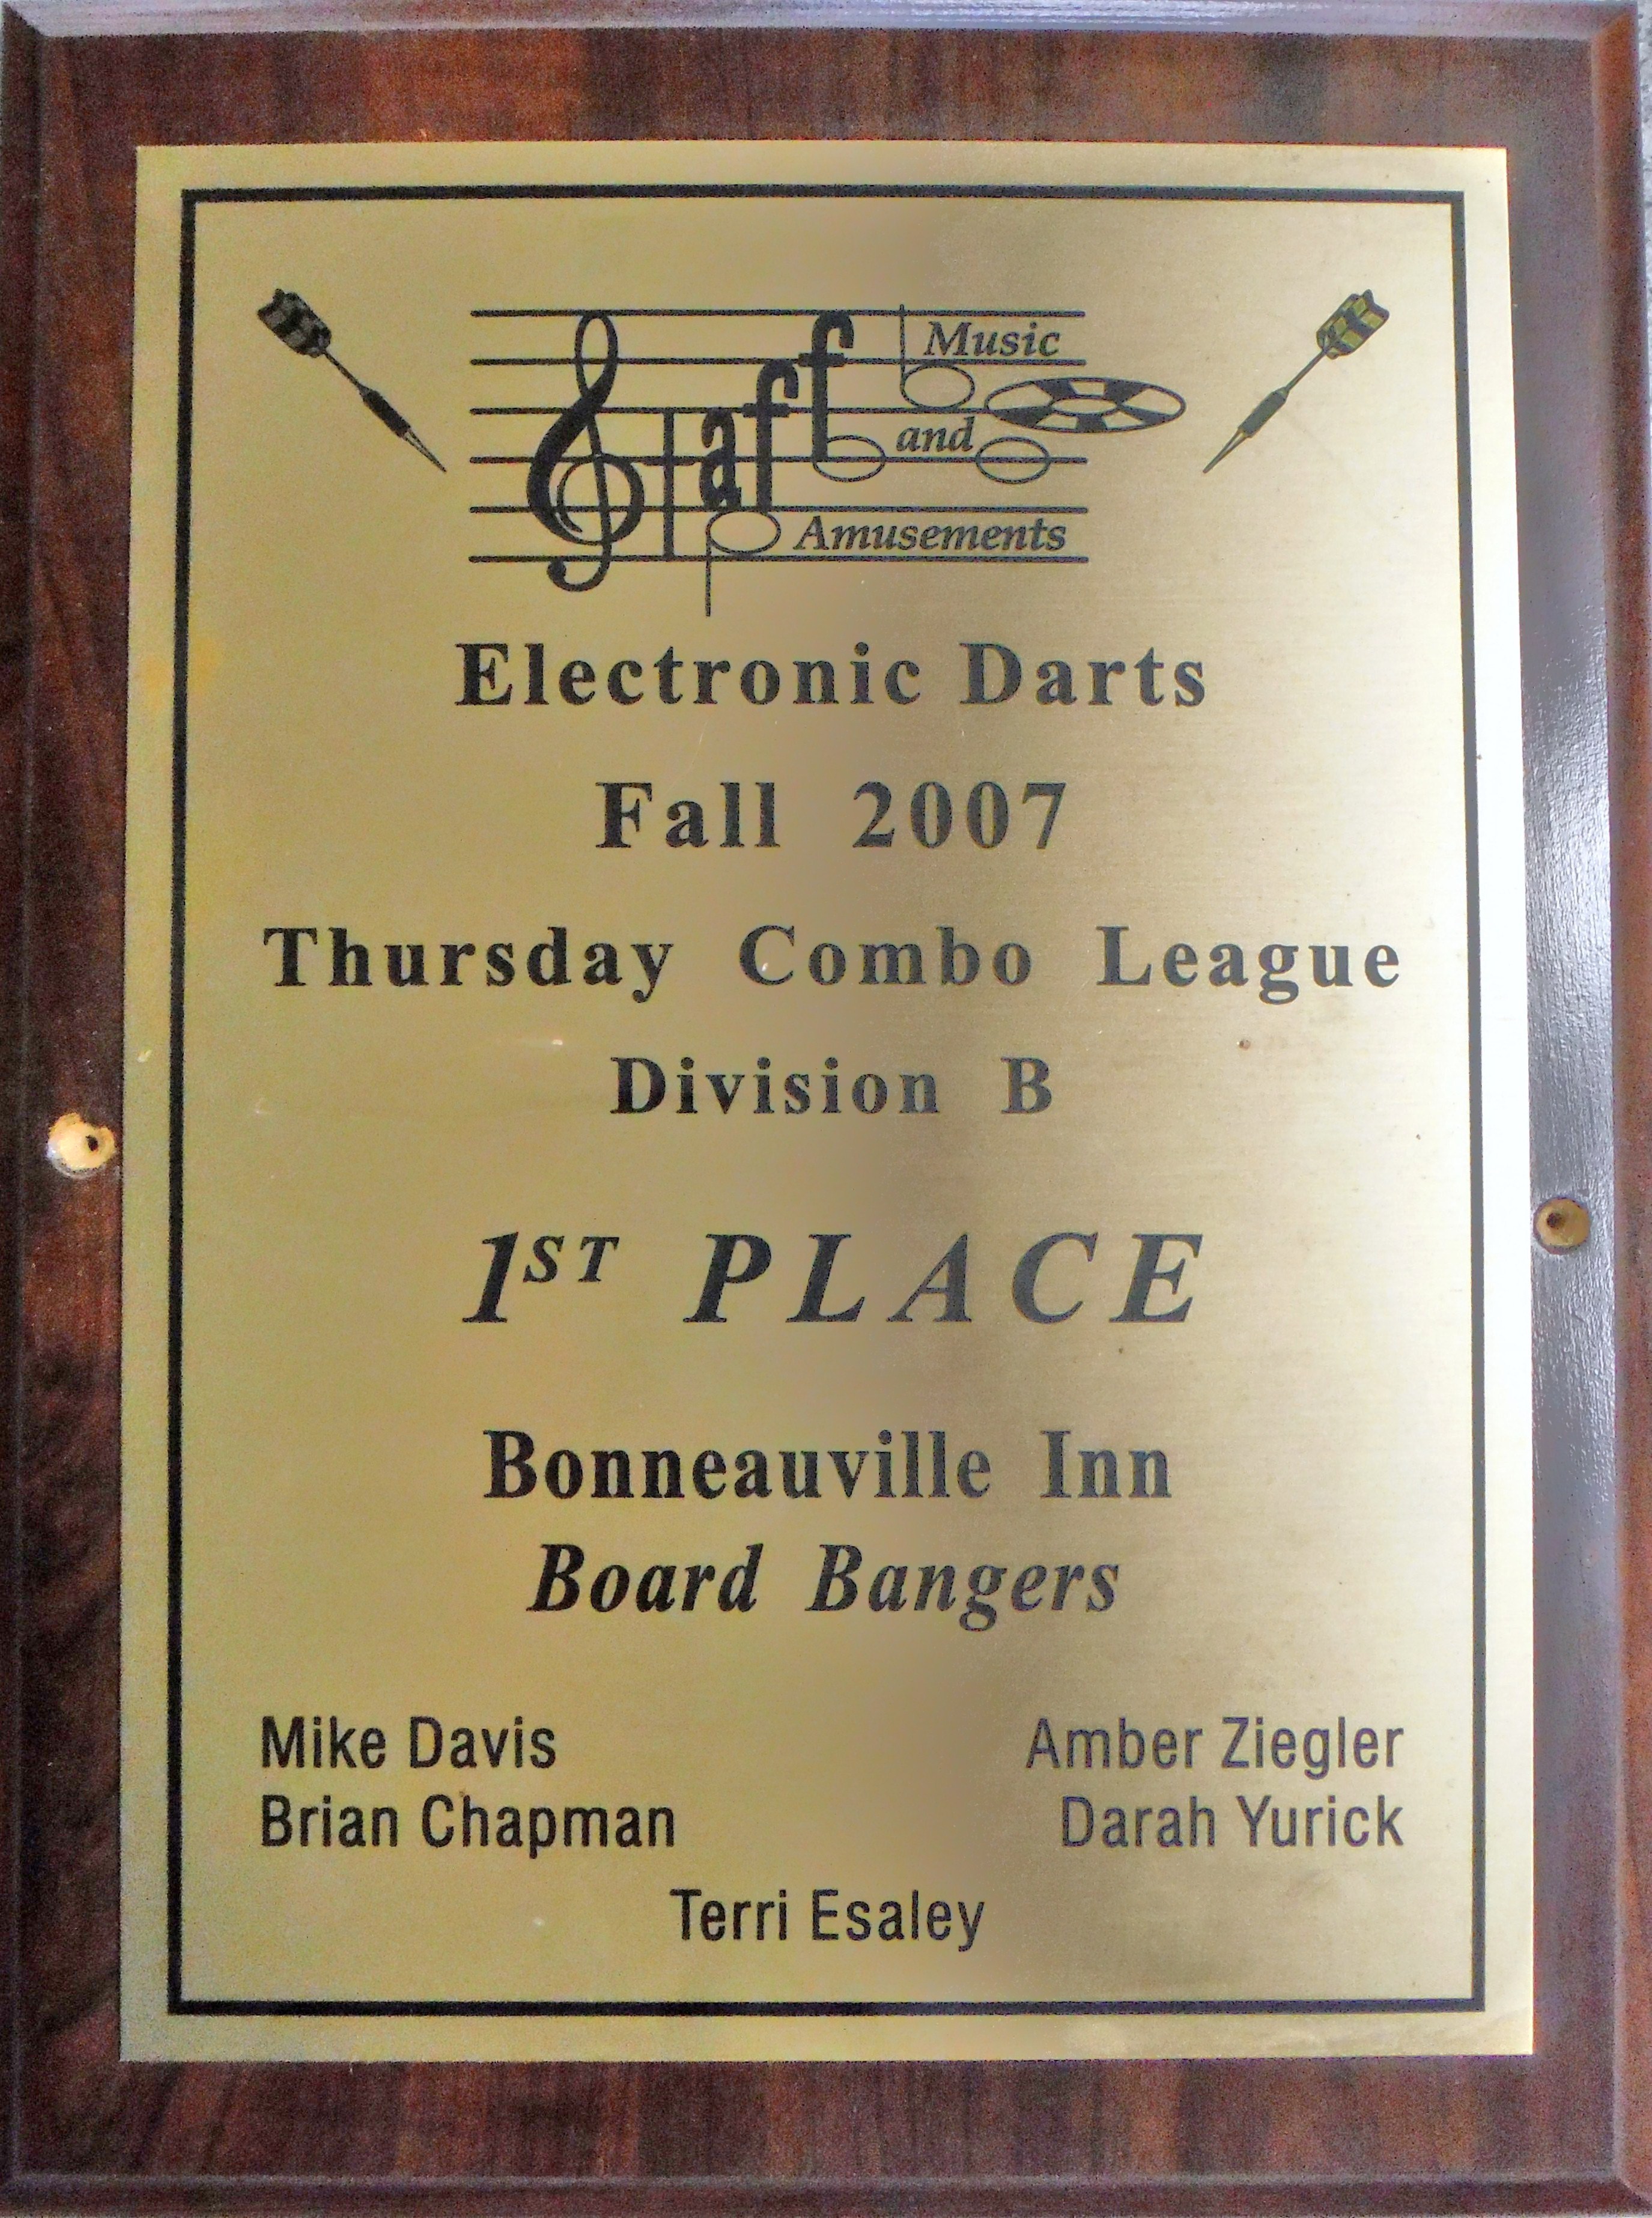 Staff Music
and
Amusements
Electronic Darts
Fall 2007
Thursday Combo League
Division B
1ST PLACE
Bonneauville Inn
Board Bangers
Mike Davis Amber Ziegler
Brian Chapman Darah Yurick
Terri Esaley